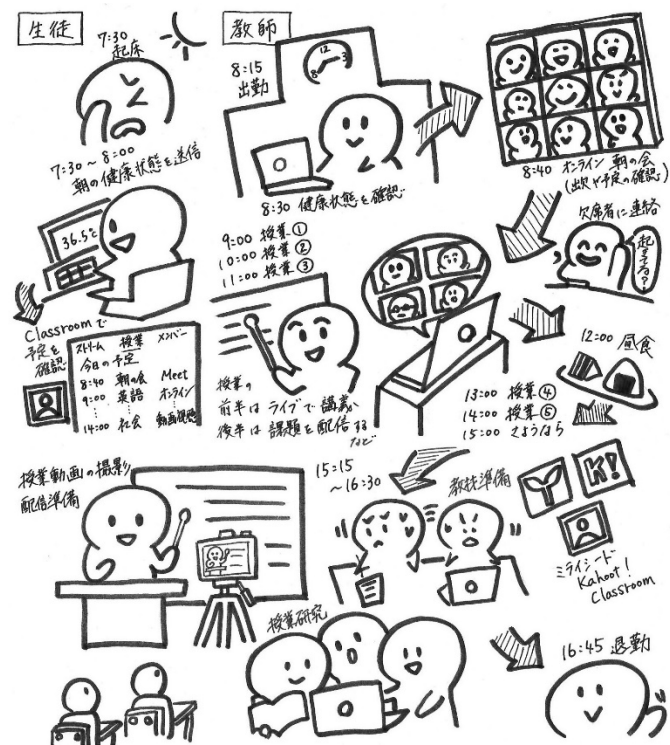 生徒
7:30
起床
7:30～8:00
朝の健康状態を送信
36.5℃
Classroomで
予定を
確認
ストリーム 授業 メンバー
今日の予定
8:40 朝の会 Meet
9:00 英語 オンライン
14:00 社会 動画視聴
教師
12
3
8:15
出勤
8:30 健康状態を確認
8:40 オンライン 朝の会
(出欠や予定の確認)
欠席者に連絡
起きてる?
9:00 授業①
10:00 授業②
11:00 授業③
授業の
前半はライブで講義
後半は課題を配信する
など
12:00 昼食
13:00 授業④
14:00 授業⑤
15:00 さようなら
15:15
～16:30
授業動画の撮影
配信準備
教材準備
K!
ミライシード
Kahoot!
Classroom
授業研究
16:45 退勤